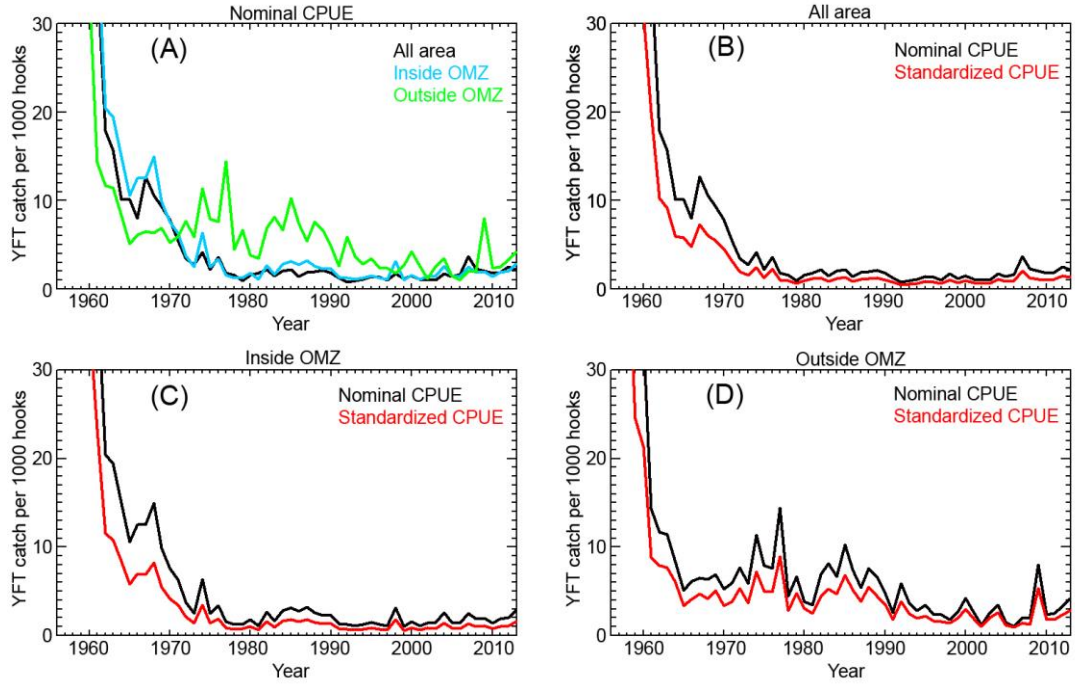 Nominal CPUE
(A)
All area
Inside OMZ
Outside OMZ
YFT catch per 1000 hooks
30
20
10
0
1960 1970 1980 1990 2000 2010
Year
All area
(B)
Nominal CPUE
Standardized CPUE
YFT catch per 1000 hooks
30
20
10
0
1960 1970 1980 1990 2000 2010
Year
Inside OMZ
(C)
Nominal CPUE
Standardized CPUE
YFT catch per 1000 hooks
30
20
10
0
1960 1970 1980 1990 2000 2010
Year
Outside OMZ
(D)
Nominal CPUE
Standardized CPUE
YFT catch per 1000 hooks
30
20
10
0
1960 1970 1980 1990 2000 2010
Year